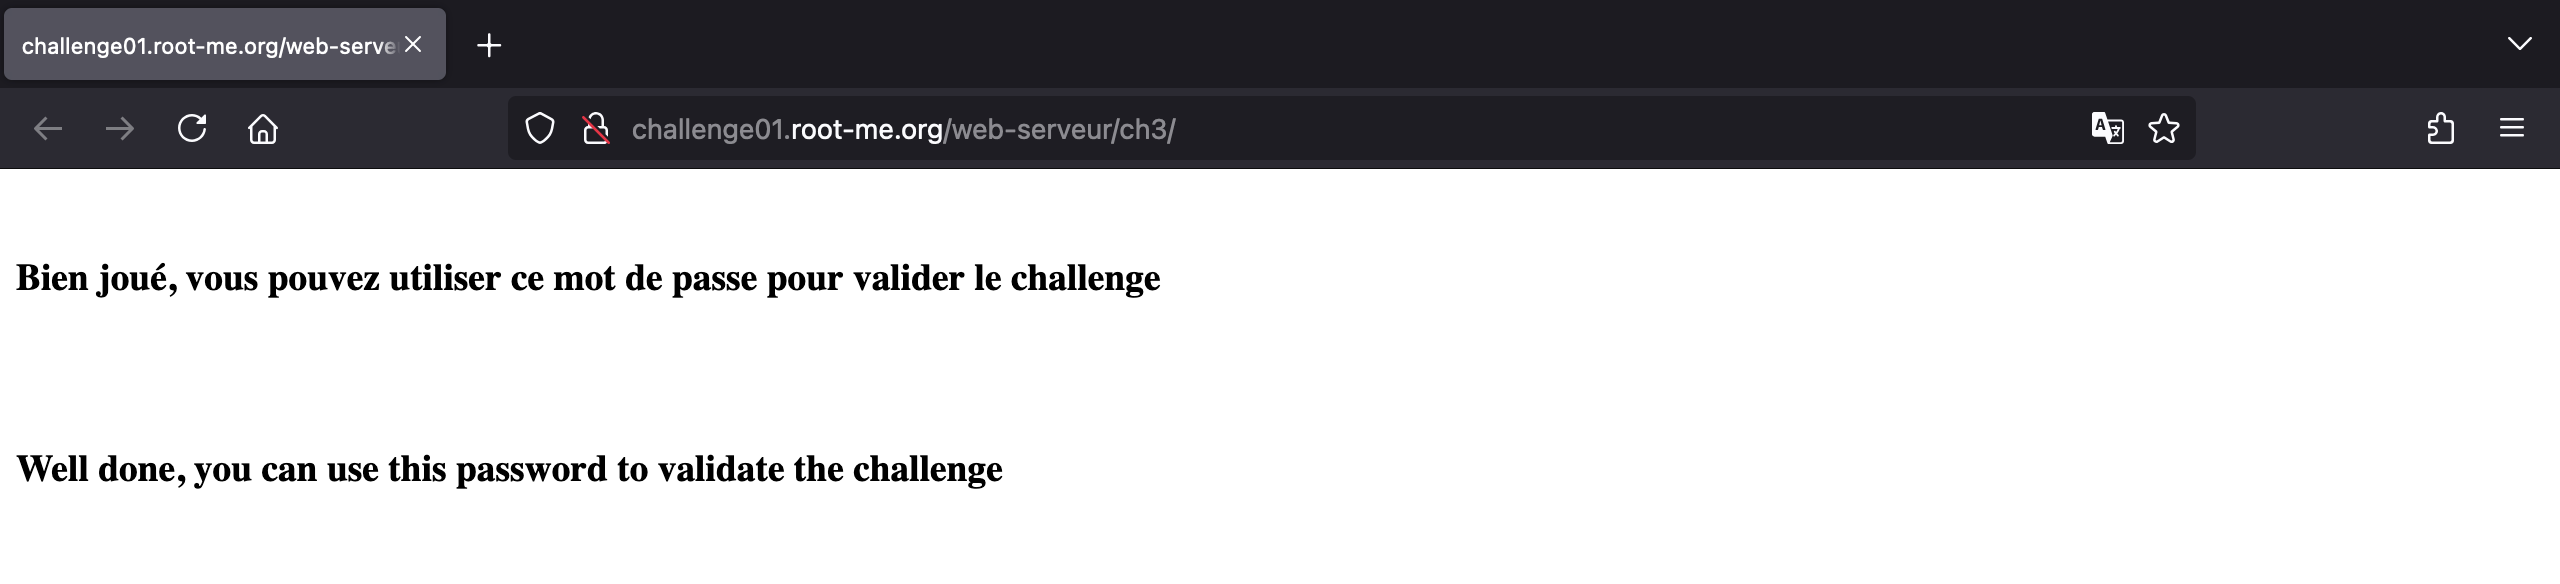 challenge01.root-me.org/web-serve
challenge01.root-me.org/web-serveur/ch3/
Bien joué, vous pouvez utiliser ce mot de passe pour valider le challenge
Well done, you can use this password to validate the challenge